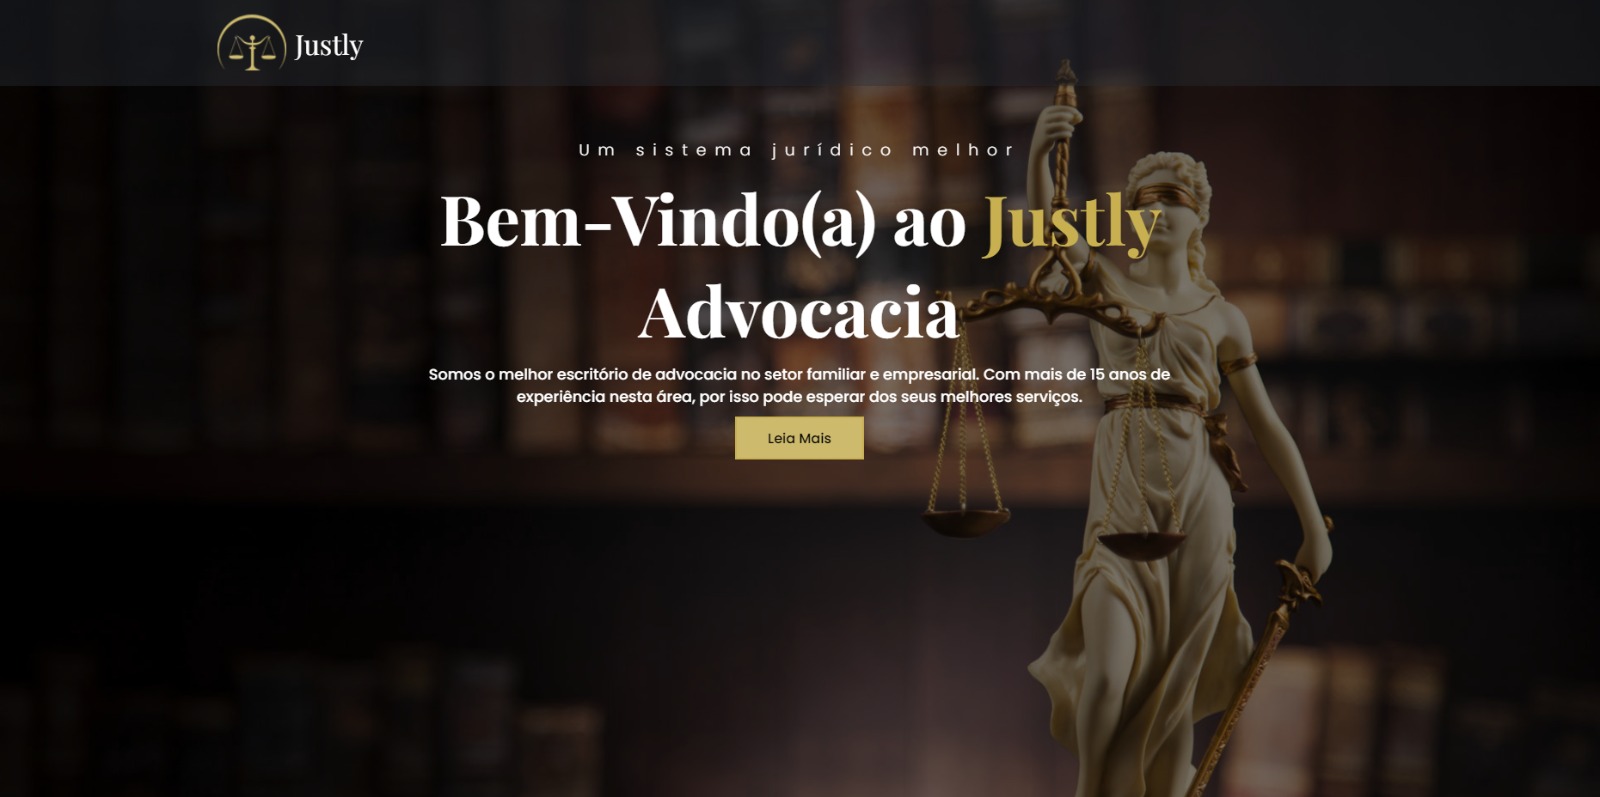 Justly
Um sistema jurídico melhor
Bem-Vindo(a) ao Justly
Advocacia
Somos o melhor escritório de advocacia no setor familiar e empresarial. Com mais de 15 anos de
experiência nesta área, por isso pode esperar dos seus melhores serviços.
Leia Mais